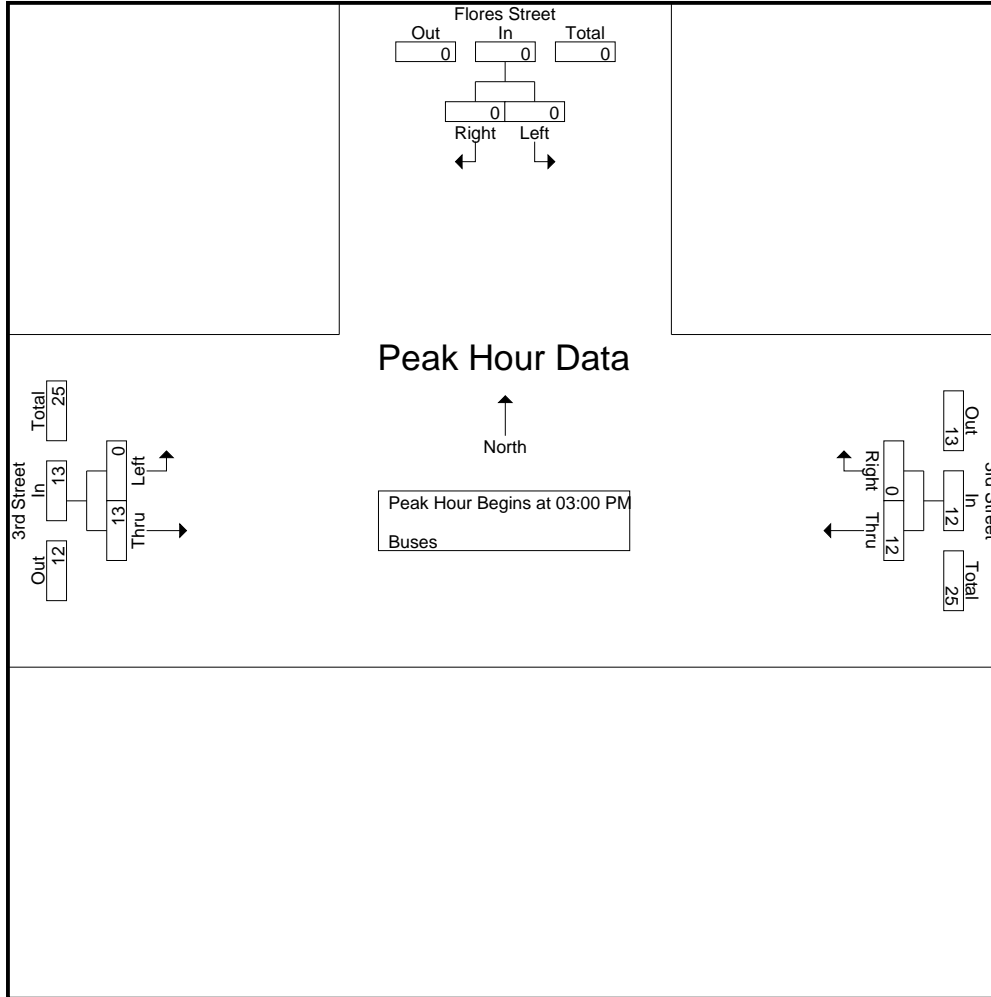 Flores Street
Out In Total
0 0 0
0 0
Right Left
Peak Hour Data
North
Peak Hour Begins at 03:00 PM
Buses
3rd Street
Total In Out
25 13 12
0 13
Left Thru
3rd Street
Out In Total
13 12 25
0 12
Right Thru